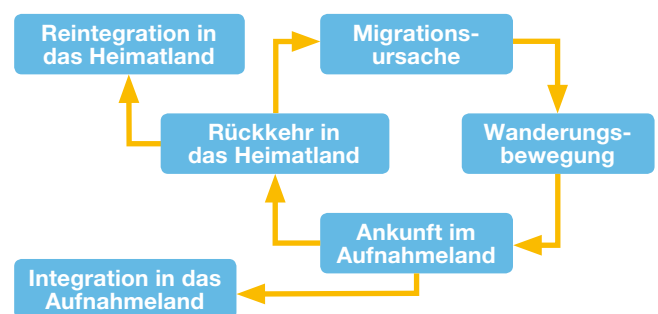 Reintegration in
das Heimatland
Migrations-
ursache
Rückkehr in
das Heimatland
Wanderungs-
bewegung
Ankunft im
Aufnahmeland
Integration in das
Aufnahmeland